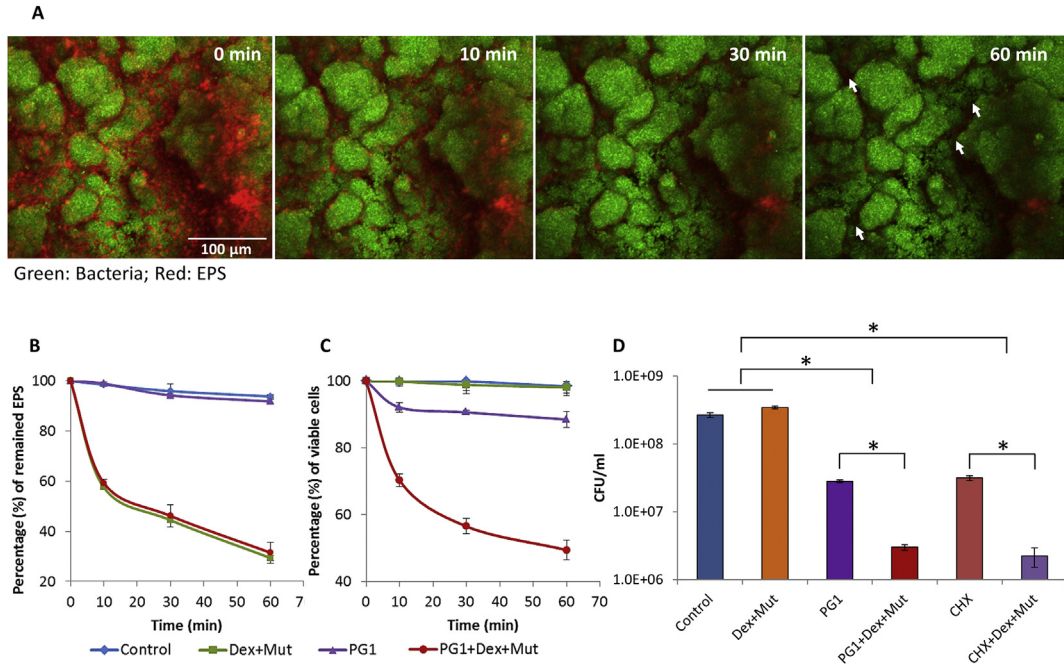 A
0 min
10 min
30 min
60 min
100 µm
Green: Bacteria; Red: EPS
B
Percentage (%) of remained EPS
100
80
60
40
20
0
10
20
30
40
50
60
7
Time (min)
C
Percentage (%) of viable cells
100
80
60
40
0
10
20
30
40
50
60
70
Time (min)
Control
Dex+Mut
PG1
PG1+Dex+Mut
D
*
*
*
*
CFU/ml
1.0E+09
1.0E+08
1.0E+07
1.0E+06
Control
Dex+Mut
PG1
PG1+Dex+Mut
CHX
CHX+Dex+Mut